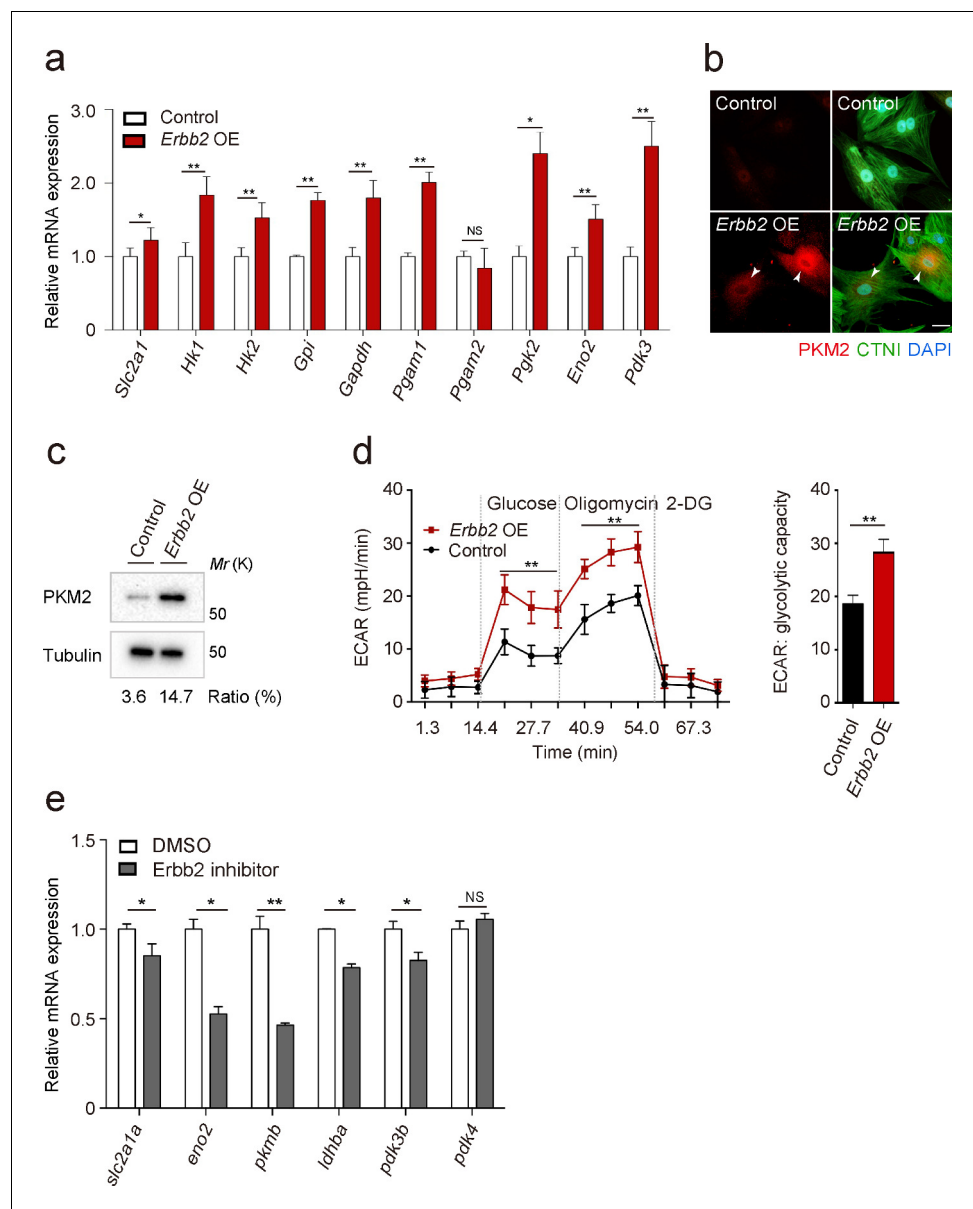 a
Control
Erbb2 OE
Relative mRNA expression
3.0
2.0
1.0
0
*
**
**
**
**
**
NS
*
**
**
Slc2a1
Hk1
Hk2
Gpi
Gapdh
Pgam1
Pgam2
Pgk2
Eno2
Pdk3
b
Control
Control
Erbb2 OE
Erbb2 OE
PKM2 CTNI DAPI
c
Control
Erbb2 OE
Mr (K)
PKM2
50
Tubulin
50
3.6 14.7 Ratio (%)
d
Glucose Oligomycin 2-DG
Erbb2 OE
Control
**
**
ECAR (mpH/min)
40
30
20
10
0
1.3 14.4 27.7 40.9 54.0 67.3
Time (min)
ECAR: glycolytic capacity
40
30
20
10
0
**
Control
Erbb2 OE
e
DMSO
Erbb2 inhibitor
Relative mRNA expression
1.5
1.0
0.5
0
*
*
**
*
*
NS
slc2a1a
eno2
pkmb
ldhba
pdk3b
pdk4